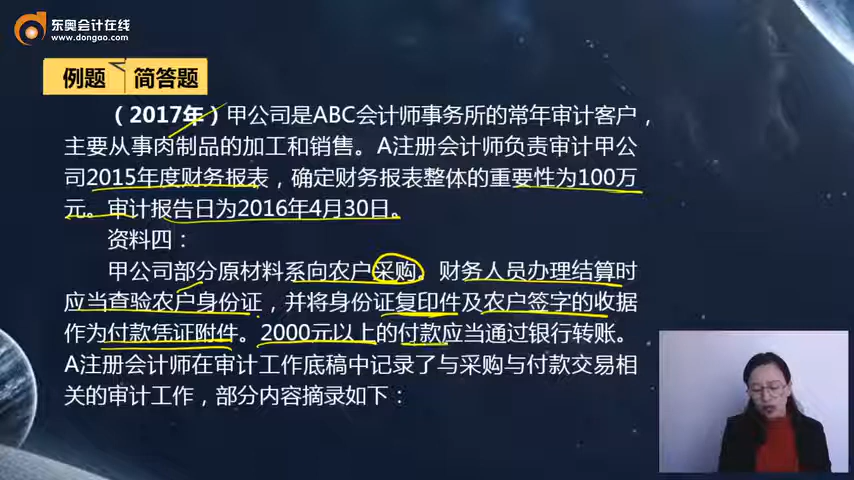 东奥会计在线
www.dongao.com
例题 简答题
（2017年）甲公司是ABC会计师事务所的常年审计客户，
主要从事肉制品的加工和销售。A注册会计师负责审计甲公
司2015年度财务报表，确定财务报表整体的重要性为100万
元。审计报告日为2016年4月30日。
资料四：
甲公司部分原材料系向农户采购。财务人员办理结算时
应当查验农户身份证，并将身份证复印件及农户签字的收据
作为付款凭证附件。2000元以上的付款应当通过银行转账。
A注册会计师在审计工作底稿中记录了与采购与付款交易相
关的审计工作，部分内容摘录如下：